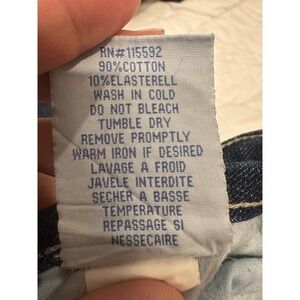 RN#115592
90%COTTON
10%ELASTERELL
WASH IN COLD
DO NOT BLEACH
TUMBLE DRY
REMOVE PROMPTLY
WARM IRON IF DESIRED
LAVAGE A FROID
JAVELE INTERDITE
SECHER A BASSE
TEMPERATURE
REPASSAGE SI
NESSECAIRE